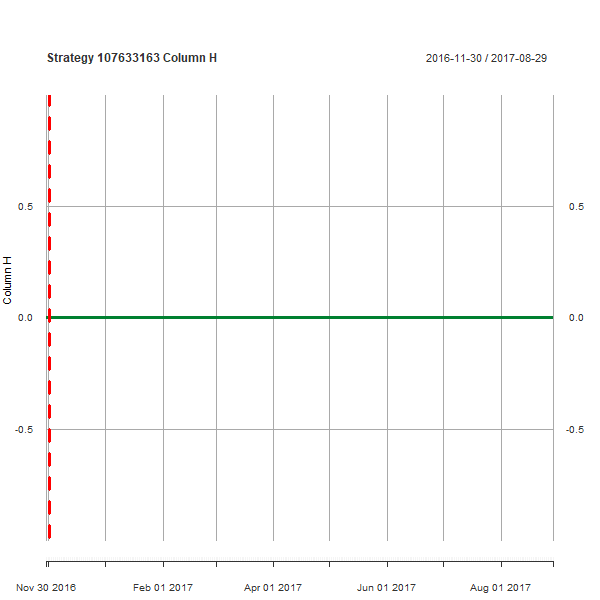 Strategy 107633163 Column H
2016-11-30 / 2017-08-29
0.5
0.5
Column H
0.0
0.0
-0.5
-0.5
Nov 30 2016
Feb 01 2017
Apr 01 2017
Jun 01 2017
Aug 01 2017